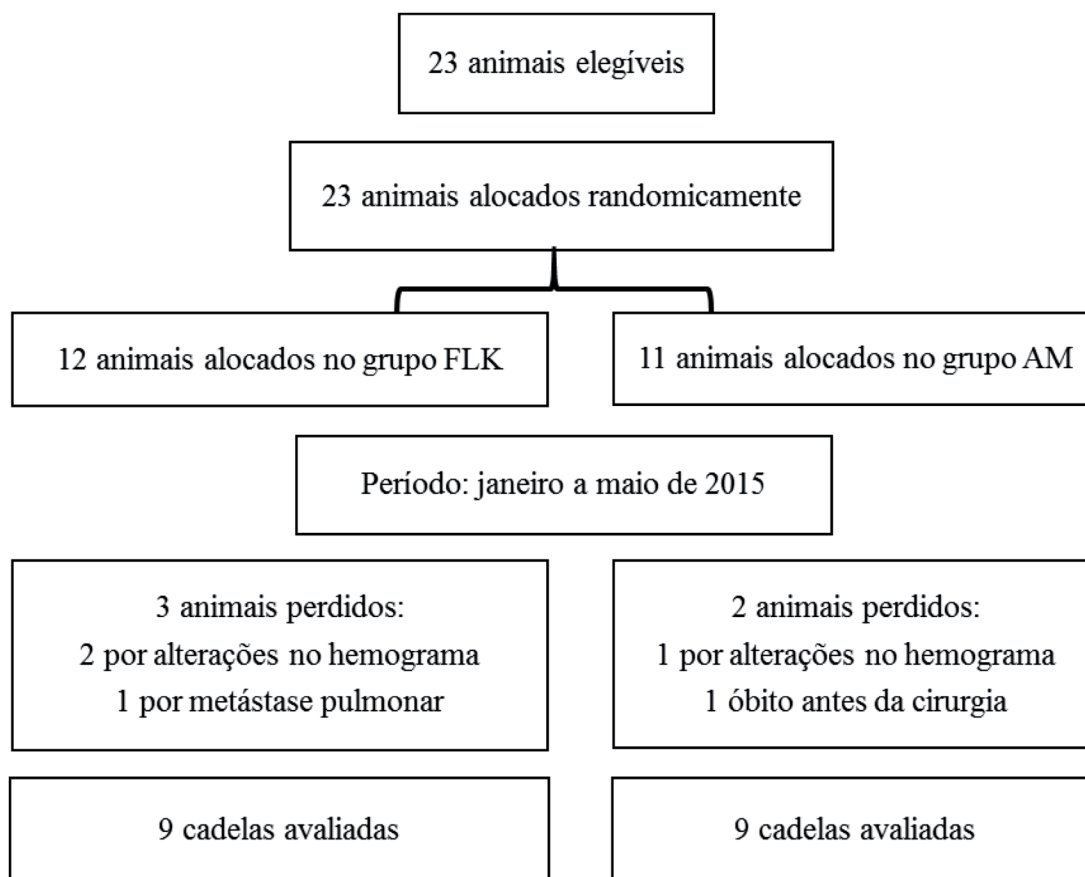 23 animais elegíveis
23 animais alocados randomicamente
12 animais alocados no grupo FLK
11 animais alocados no grupo AM
Período: janeiro a maio de 2015
3 animais perdidos:
2 por alterações no hemograma
1 por metástase pulmonar
2 animais perdidos:
1 por alterações no hemograma
1 óbito antes da cirurgia
9 cadelas avaliadas
9 cadelas avaliadas